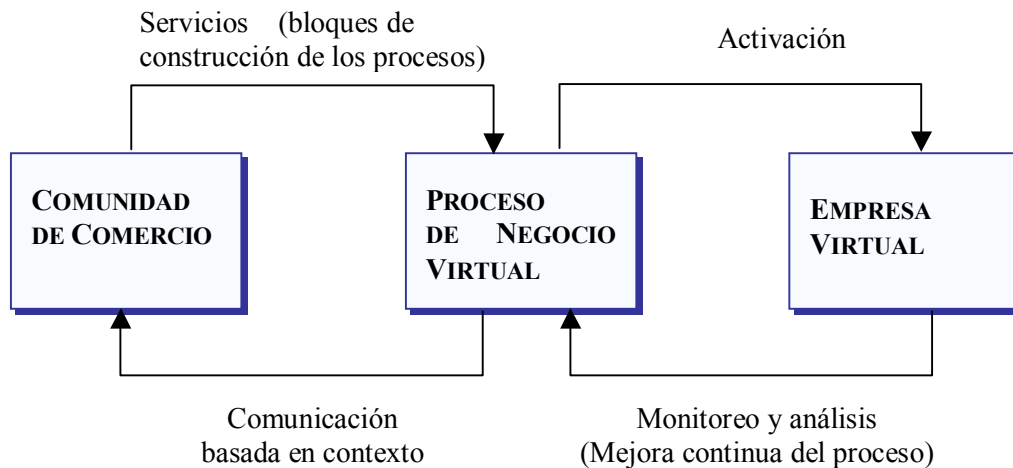 Servicios (bloques de
construcción de los procesos)
Activación
COMUNIDAD
DE COMERCIO
PROCESO
DE NEGOCIO
VIRTUAL
EMPRESA
VIRTUAL
Comunicación
basada en contexto
Monitoreo y análisis
(Mejora continua del proceso)